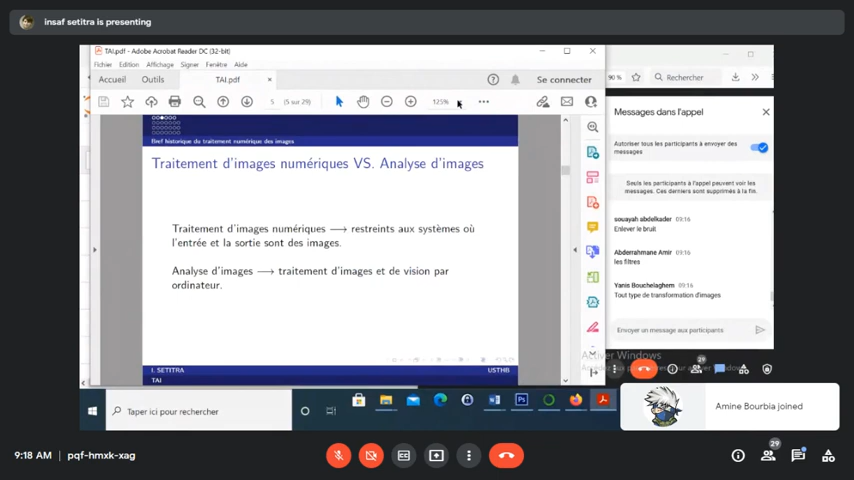 insaf setitra is presenting
TAI.pdf - Adobe Acrobat Reader DC (32-bit)
Fichier Edition Affichage Signer Fenêtre Aide
Accueil Outils TAI.pdf × Se connecter
5 (5 sur 29) 125%
90 % Rechercher
Bref historique du traitement numérique des images
Traitement d'images numériques VS. Analyse d'images
Traitement d'images numériques → restreints aux systèmes où
l'entrée et la sortie sont des images.
Analyse d'images → traitement d'images et de vision par
ordinateur.
I. SETITRA USTHB
TAI
Messages dans l'appel
Autoriser tous les participants à envoyer des
messages
Seuls les participants à l'appel peuvent voir les
messages. Ces derniers sont supprimés à la fin.
souayah abdelkader 09:16
Enlever le bruit
Abderrahmane Amir 09:16
les filtres
Yanis Bouchelaghem 09:16
Tout type de transformation d'images
Envoyer un message aux participants
Activer Windows
29
Taper ici pour rechercher
Amine Bourbia joined
9:18 AM pqf-hmxk-xag
29